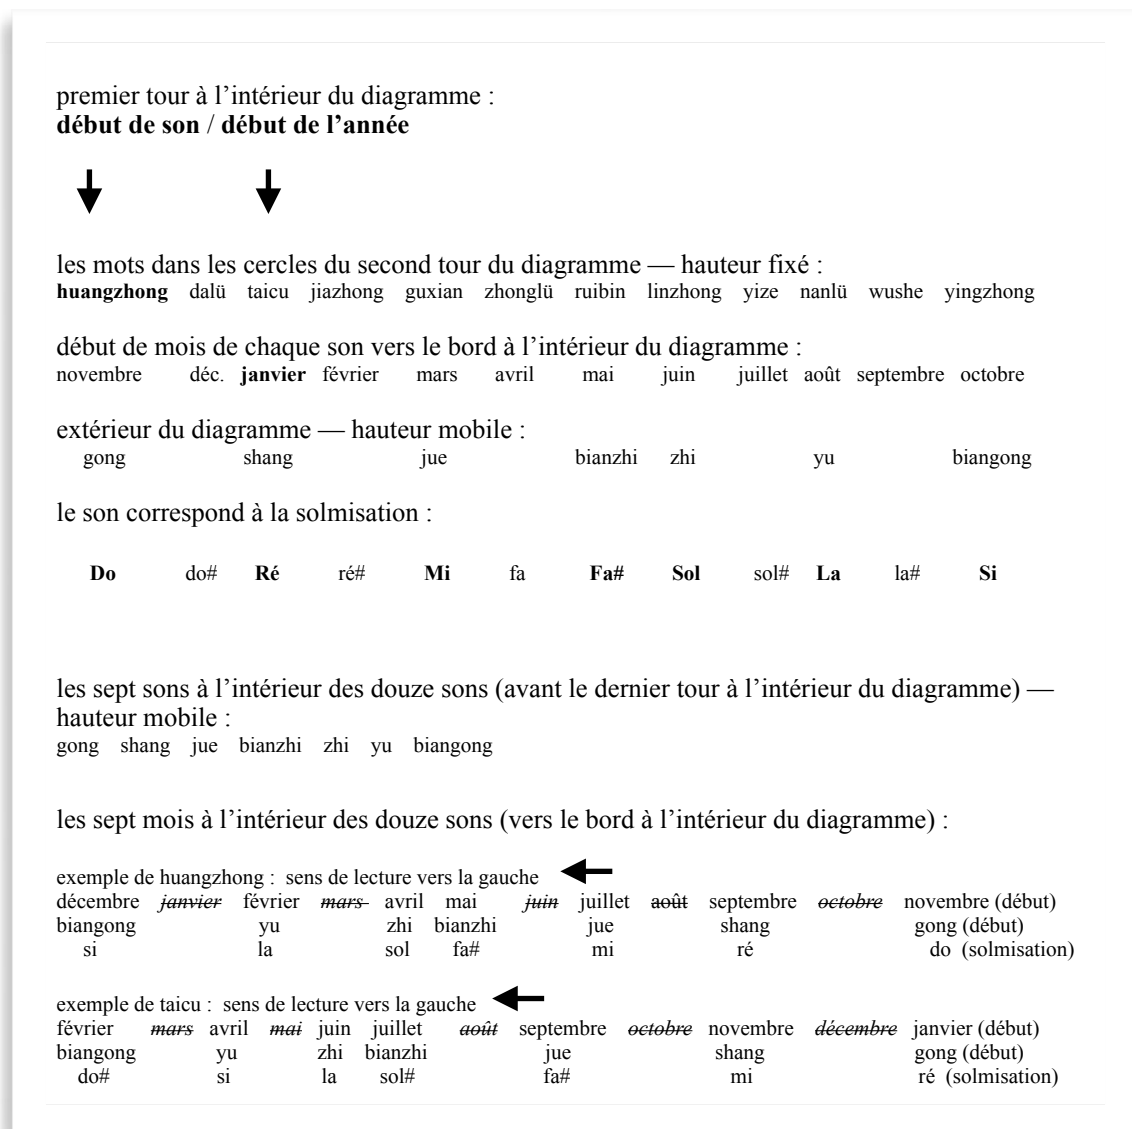 premier tour à l’intérieur du diagramme :
début de son / début de l’année
les mots dans les cercles du second tour du diagramme — hauteur fixé :
huangzhong dalü taicu jiazhong guxian zhonglü ruibin linzhong yize nanlü wushe yingzhong
début de mois de chaque son vers le bord à l’intérieur du diagramme :
novembre déc. janvier février mars avril mai juin juillet août septembre octobre
extérieur du diagramme — hauteur mobile :
gong shang jue bianzhi zhi yu biangong
le son correspond à la solmisation :
Do do# Ré ré# Mi fa Fa# Sol sol# La la# Si
les sept sons à l’intérieur des douze sons (avant le dernier tour à l’intérieur du diagramme) —
hauteur mobile :
gong shang jue bianzhi zhi yu biangong
les sept mois à l’intérieur des douze sons (vers le bord à l’intérieur du diagramme) :
exemple de huangzhong : sens de lecture vers la gauche
décembre janvier février mars avril mai juin juillet août septembre octobre novembre (début)
biangong yu zhi bianzhi jue shang gong (début)
si la sol fa# mi ré do (solmisation)
exemple de taicu : sens de lecture vers la gauche
février mars avril mai juin juillet août septembre octobre novembre décembre janvier (début)
biangong yu zhi bianzhi jue shang gong (début)
do# si la sol# fa# mi ré (solmisation)